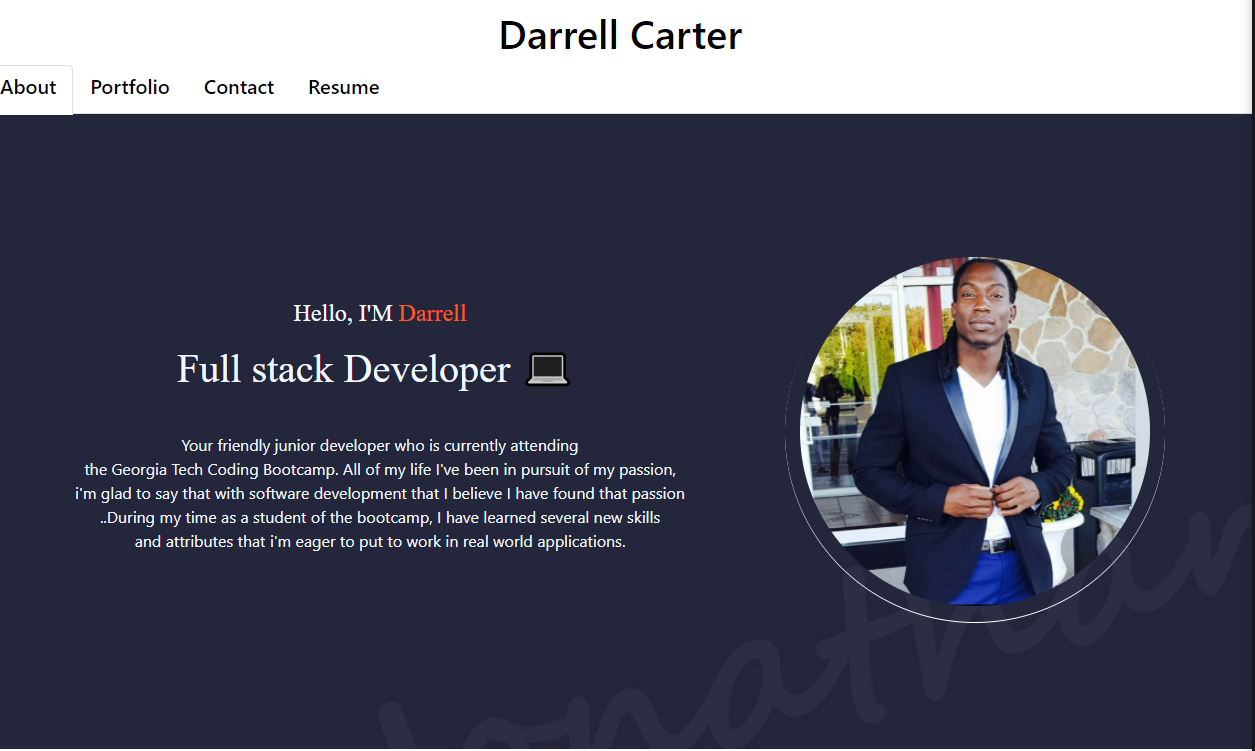 Darrell Carter
About Portfolio Contact Resume
Hello, I'M Darrell
Full stack Developer
Your friendly junior developer who is currently attending
the Georgia Tech Coding Bootcamp. All of my life I've been in pursuit of my passion,
i'm glad to say that with software development that I believe I have found that passion
..During my time as a student of the bootcamp, I have learned several new skills
and attributes that i'm eager to put to work in real world applications.